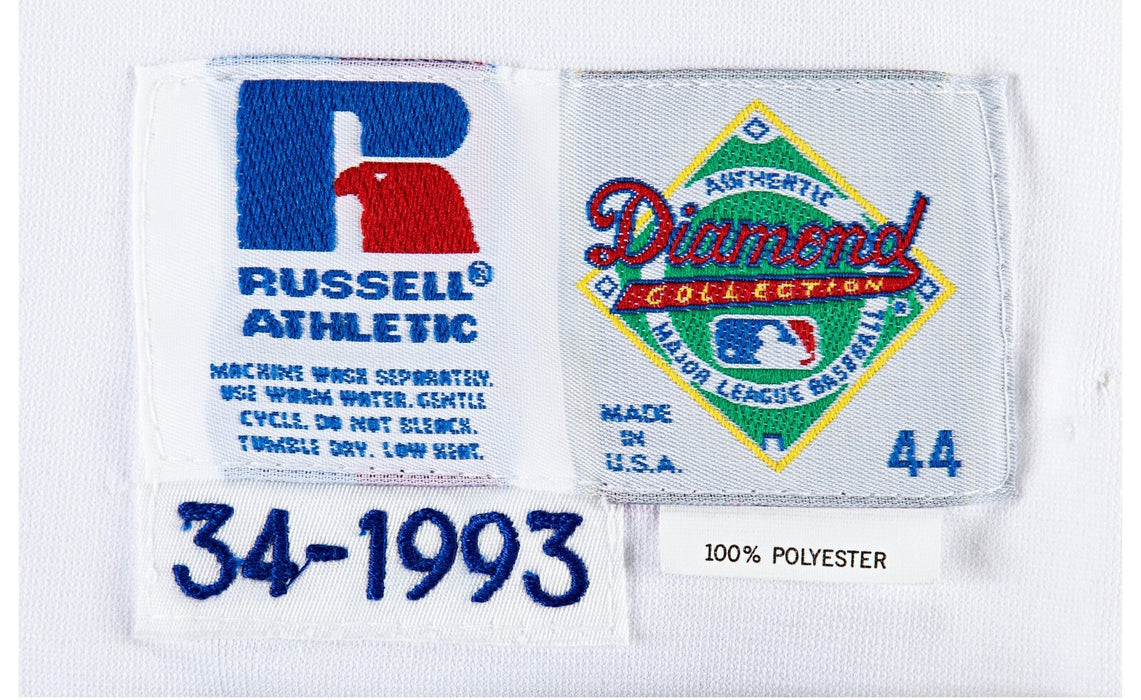 RUSSELL®
ATHLETIC
MACHINE WASH SEPARATELY.
USE WARM WATER. GENTLE
CYCLE. DO NOT BLEACH.
TUMBLE DRY. LOW HEAT.
AUTHENTIC
Diamond
COLLECTION
MAJOR LEAGUE BASEBALL®
MADE
IN
U.S.A.
44
34-1993
100% POLYESTER